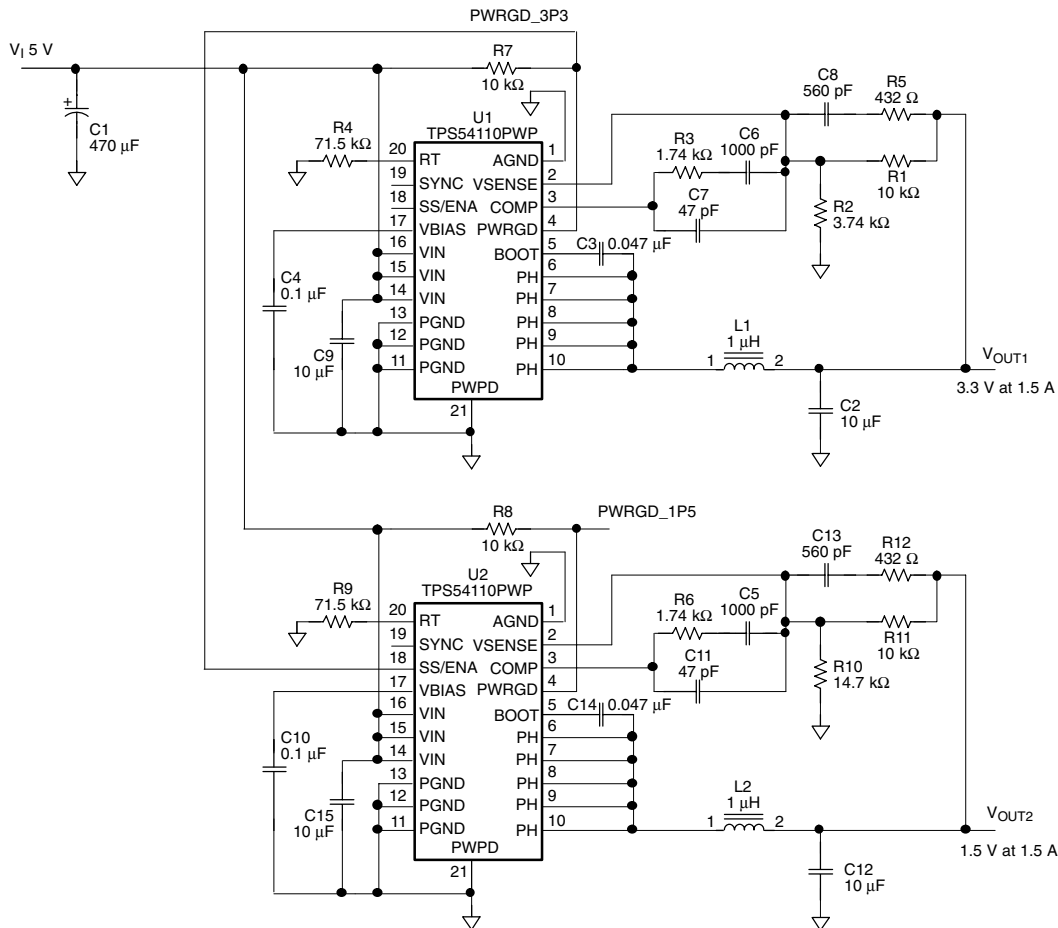 PWRGD_3P3
V_I 5 V
R7
10 kΩ
C8
560 pF
R5
432 Ω
C1
470 μF
+
R4
71.5 kΩ
U1
TPS54110PWP
20
RT
AGND
1
19
SYNC
VSENSE
2
18
SS/ENA
COMP
3
17
VBIAS
PWRGD
4
16
VIN
BOOT
5
15
VIN
PH
6
14
VIN
PH
7
13
PGND
PH
8
12
PGND
PH
9
11
PGND
PH
10
PWPD
21
R3
1.74 kΩ
C6
1000 pF
C7
47 pF
R1
10 kΩ
R2
3.74 kΩ
C3
0.047 μF
C4
0.1 μF
C9
10 μF
L1
1 μH
1
2
V_OUT1
3.3 V at 1.5 A
C2
10 μF
R8
10 kΩ
PWRGD_1P5
C13
560 pF
R12
432 Ω
R9
71.5 kΩ
U2
TPS54110PWP
20
RT
AGND
1
19
SYNC
VSENSE
2
18
SS/ENA
COMP
3
17
VBIAS
PWRGD
4
16
VIN
BOOT
5
15
VIN
PH
6
14
VIN
PH
7
13
PGND
PH
8
12
PGND
PH
9
11
PGND
PH
10
PWPD
21
R6
1.74 kΩ
C5
1000 pF
C11
47 pF
R11
10 kΩ
R10
14.7 kΩ
C14
0.047 μF
C10
0.1 μF
C15
10 μF
L2
1 μH
1
2
V_OUT2
1.5 V at 1.5 A
C12
10 μF